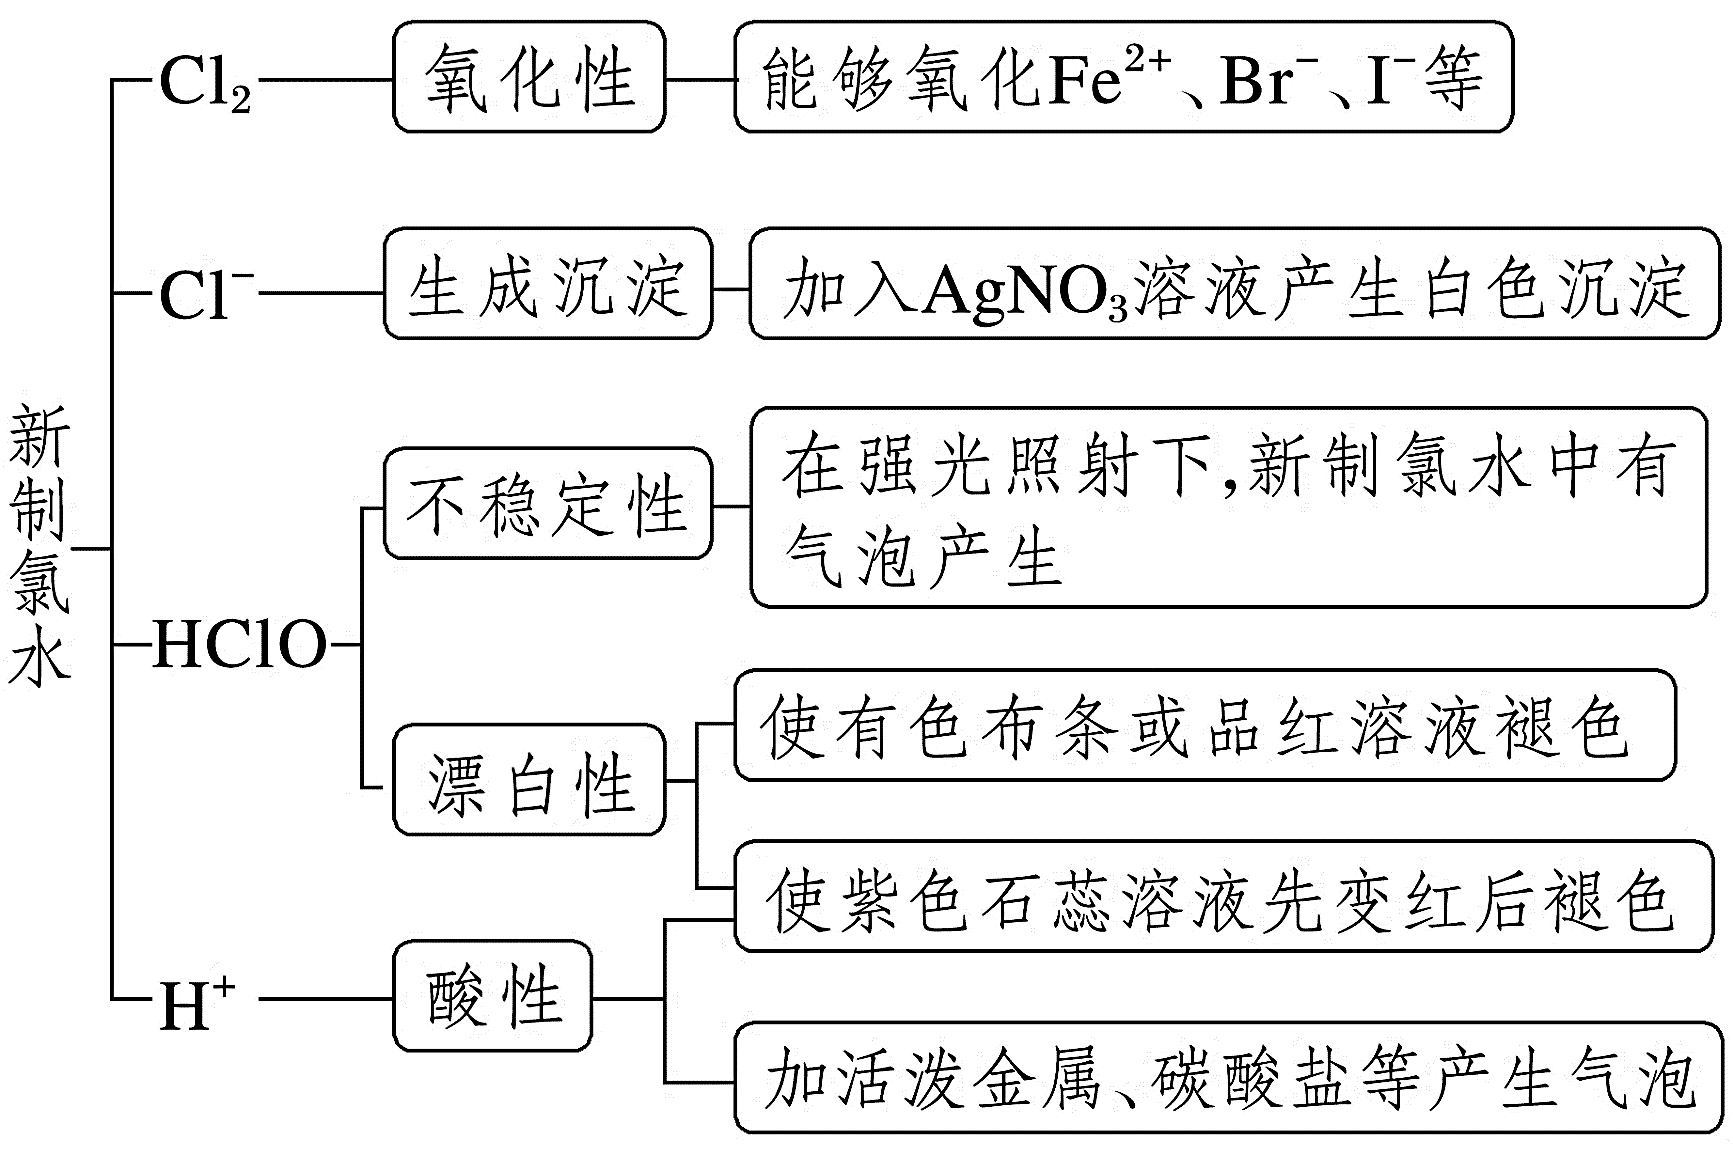 新制氯水
Cl₂
氧化性
能够氧化Fe²⁺、Br⁻、I⁻等
Cl⁻
生成沉淀
加入AgNO₃溶液产生白色沉淀
HClO
不稳定性
在强光照射下,新制氯水中有
气泡产生
漂白性
使有色布条或品红溶液褪色
使紫色石蕊溶液先变红后褪色
H⁺
酸性
加活泼金属、碳酸盐等产生气泡